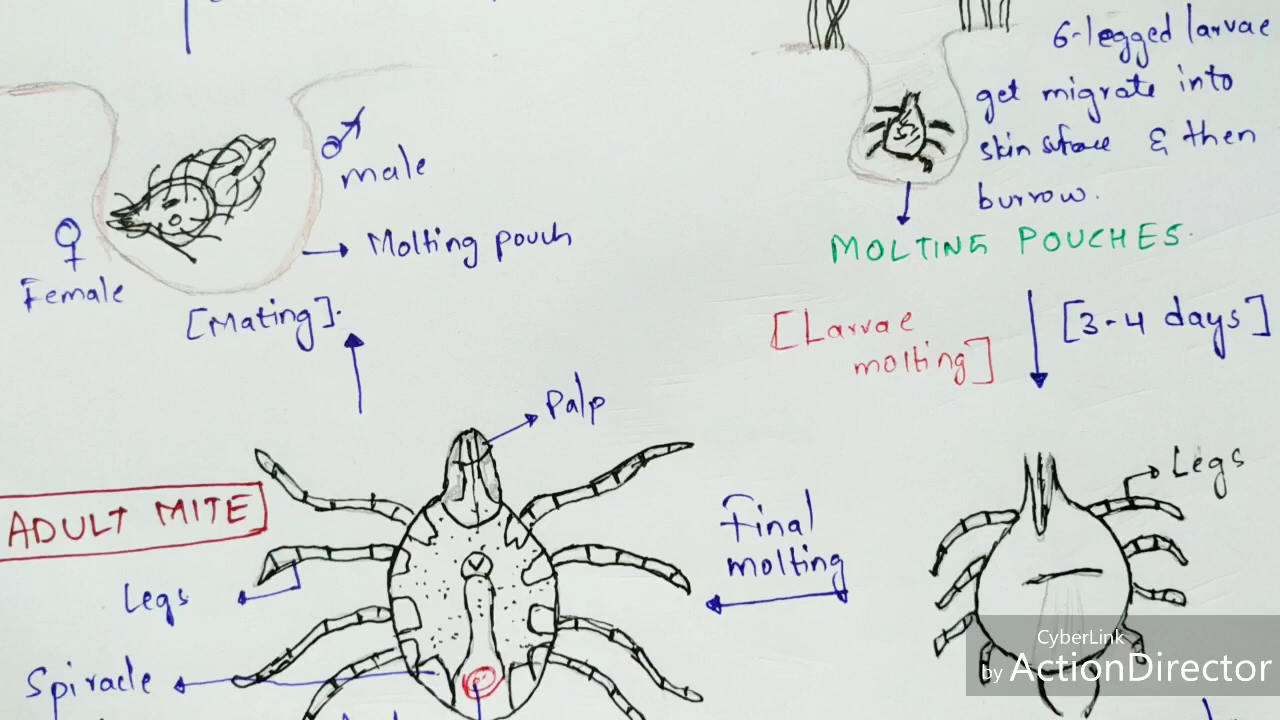 6-legged larvae
get migrate into
skin surface & then
burrow.
♂
male
Molting pouch
♀
Female
[Mating].
MOLTING POUCHES.
[Larvae
molting]
[3-4 days]
Palp
Legs
ADULT MITE
Final
molting
Legs
Spiracle
CyberLink
by ActionDirector